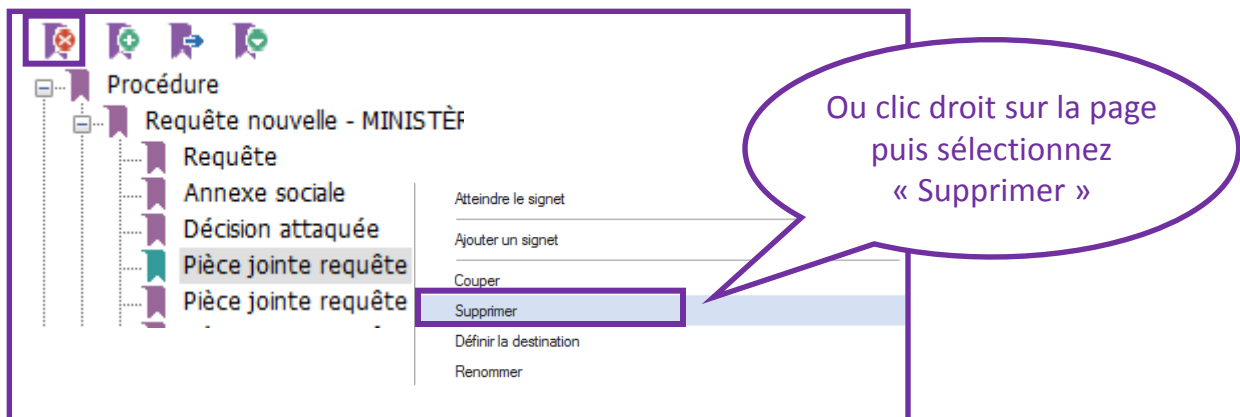 Procédure
Requête nouvelle - MINISTÈR
Requête
Annexe sociale
Décision attaquée
Pièce jointe requête
Pièce jointe requête
Atteindre le signet
Ajouter un signet
Couper
Supprimer
Définir la destination
Renommer
Ou clic droit sur la page
puis sélectionnez
« Supprimer »